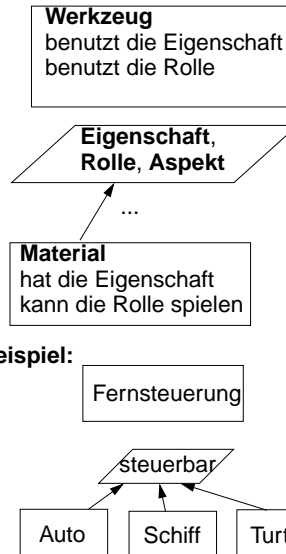 Werkzeug
benutzt die Eigenschaft
benutzt die Rolle
Eigenschaft,
Rolle, Aspekt
...
Material
hat die Eigenschaft
kann die Rolle spielen
eispiel:
Fernsteuerung
steuerbar
Auto Schiff Turt